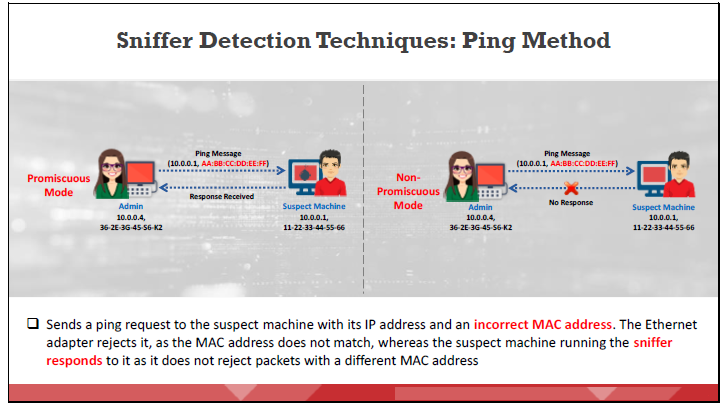 Sniffer Detection Techniques: Ping Method
Promiscuous
Mode
Ping Message
(10.0.0.1, AA:BB:CC:DD:EE:FF)
Response Received
Admin
10.0.0.4,
36-2E-3G-45-S6-K2
Suspect Machine
10.0.0.1,
11-22-33-44-55-66
Non-
Promiscuous
Mode
Ping Message
(10.0.0.1, AA:BB:CC:DD:EE:FF)
No Response
Admin
10.0.0.4,
36-2E-3G-45-S6-K2
Suspect Machine
10.0.0.1,
11-22-33-44-55-66
Sends a ping request to the suspect machine with its IP address and an incorrect MAC address. The Ethernet
adapter rejects it, as the MAC address does not match, whereas the suspect machine running the sniffer
responds to it as it does not reject packets with a different MAC address